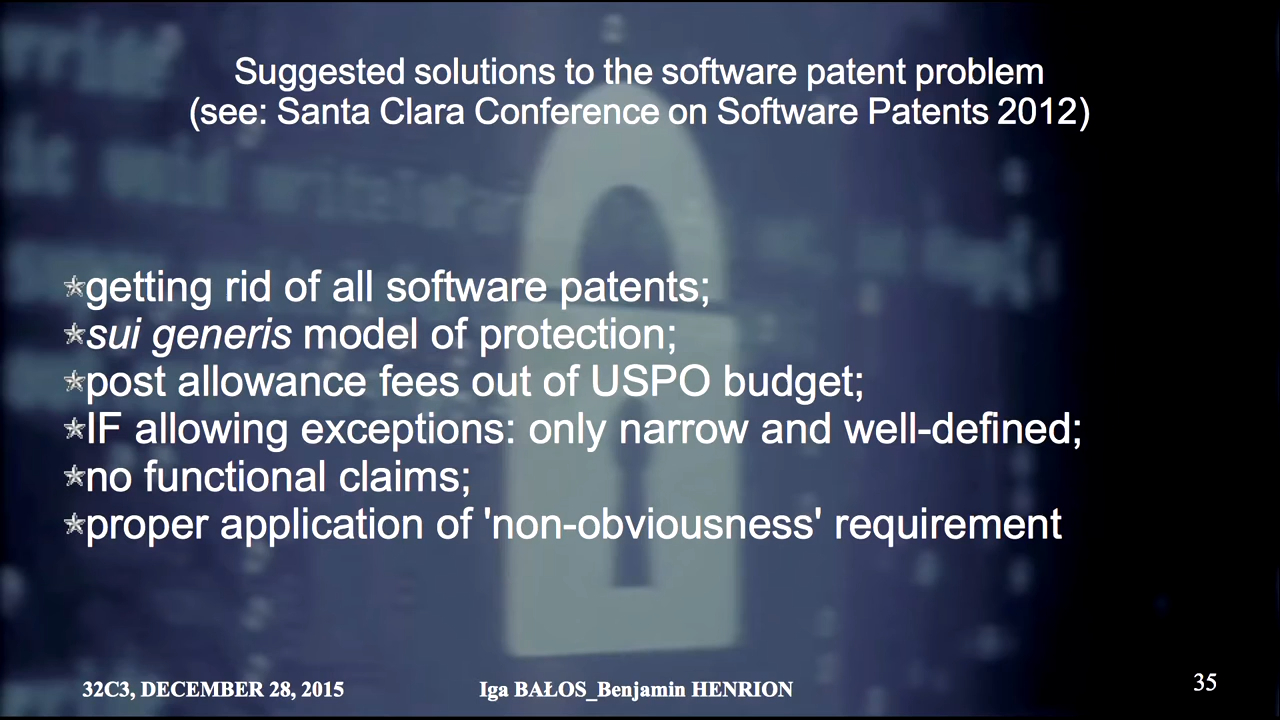 Suggested solutions to the software patent problem
(see: Santa Clara Conference on Software Patents 2012)
getting rid of all software patents;
sui generis model of protection;
post allowance fees out of USPO budget;
IF allowing exceptions: only narrow and well-defined;
no functional claims;
proper application of 'non-obviousness' requirement
32C3, DECEMBER 28, 2015
Iga BAŁOS_Benjamin HENRION
35